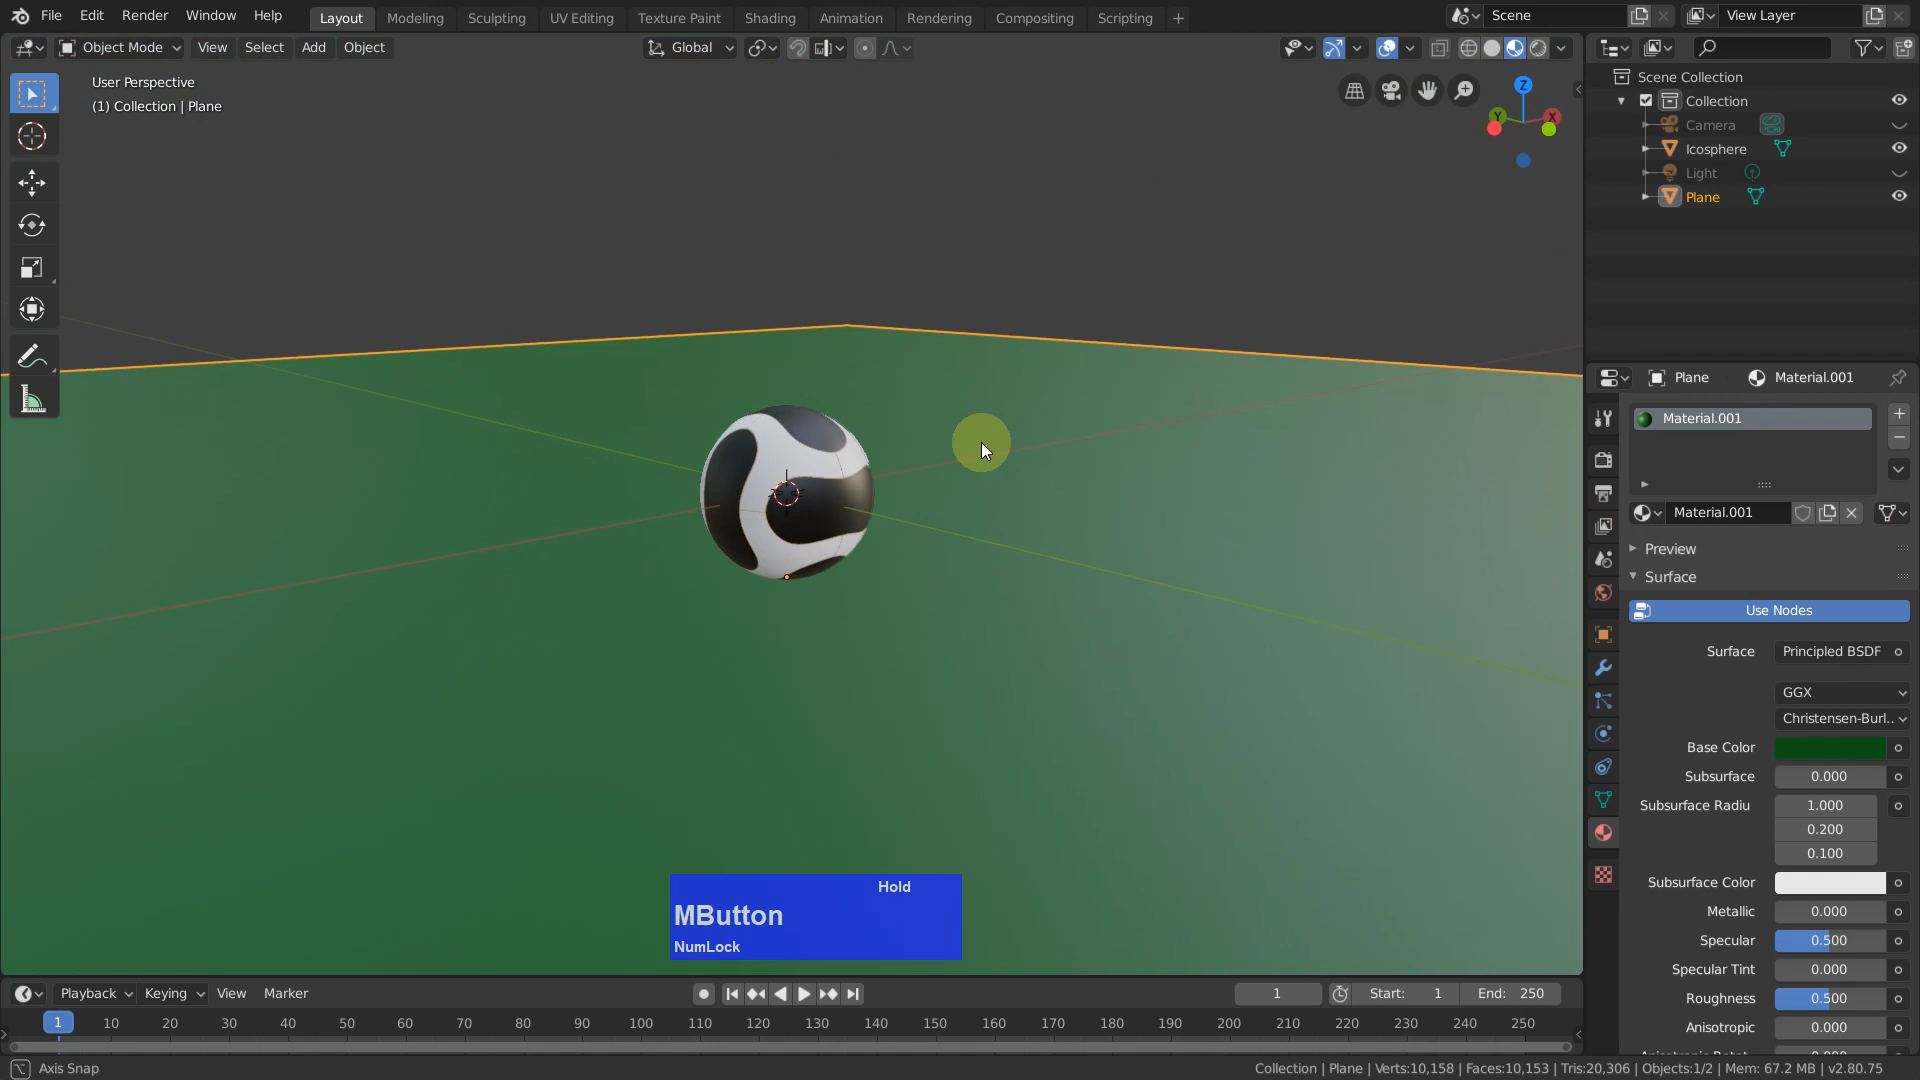 File Edit Render Window Help Layout Modeling Sculpting UV Editing Texture Paint Shading Animation Rendering Compositing Scripting + Scene View Layer
Object Mode View Select Add Object Global
User Perspective
(1) Collection | Plane
Z
Y
X
Scene Collection
Collection
Camera
Icosphere
Light
Plane
Plane Material.001
Material.001
Material.001
Preview
Surface
Use Nodes
Surface Principled BSDF
GGX
Christensen-Burl..
Base Color
Subsurface 0.000
Subsurface Radiu 1.000
0.200
0.100
Subsurface Color
Metallic 0.000
Specular 0.500
Specular Tint 0.000
Roughness 0.500
Anisotropic 0.000
Hold
MButton
NumLock
Playback Keying View Marker 1 Start: 1 End: 250
1 10 20 30 40 50 60 70 80 90 100 110 120 130 140 150 160 170 180 190 200 210 220 230 240 250
Axis Snap
Collection | Plane | Verts:10,158 | Faces:10,153 | Tris:20,306 | Objects:1/2 | Mem: 67.2 MB | v2.80.75